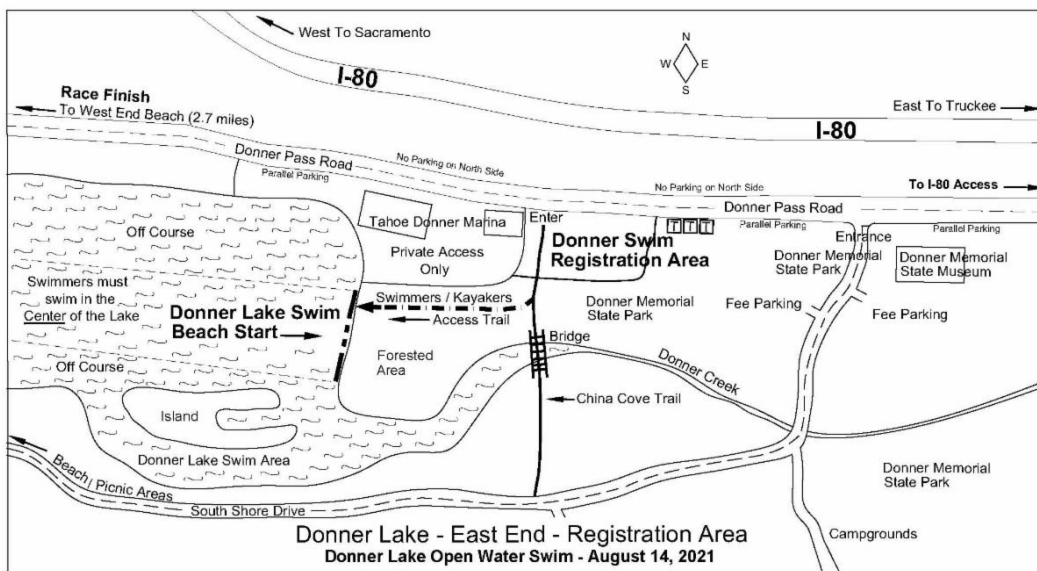 West To Sacramento
I-80
N
W E
S
Race Finish
To West End Beach (2.7 miles)
East To Truckee
I-80
Donner Pass Road
No Parking on North Side
Parallel Parking
No Parking on North Side
To I-80 Access
Donner Pass Road
Tahoe Donner Marina
Enter
Parallel Parking
Parallel Parking
Entrance
Off Course
Private Access
Only
Donner Swim
Registration Area
Donner Memorial
State Park
Donner Memorial
State Museum
Swimmers must
swim in the
Center of the Lake
Donner Lake Swim
Beach Start
Swimmers / Kayakers
Access Trail
Donner Memorial
State Park
Fee Parking
Fee Parking
Off Course
Forested
Area
Bridge
Donner Creek
Island
China Cove Trail
Donner Lake Swim Area
Beach / Picnic Areas
South Shore Drive
Donner Memorial
State Park
Campgrounds
Donner Lake - East End - Registration Area
Donner Lake Open Water Swim - August 14, 2021